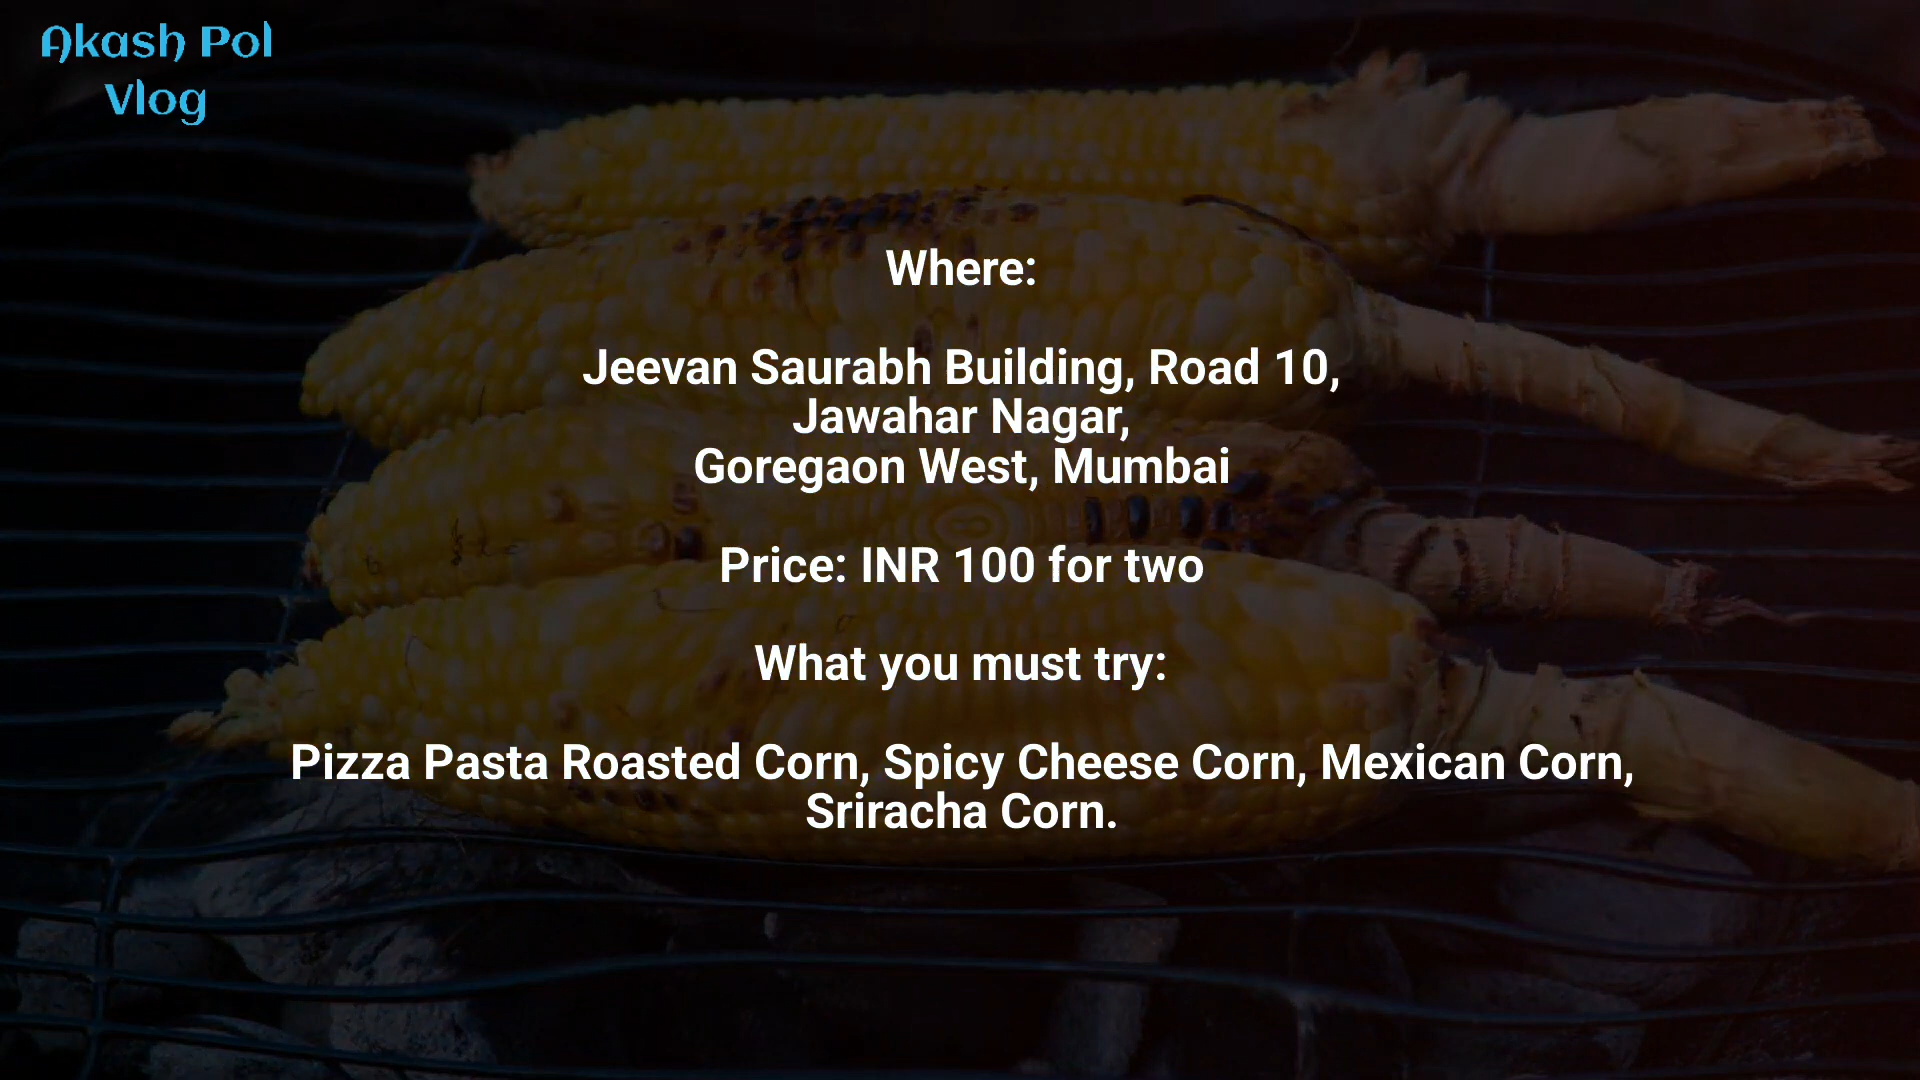 Akash Pol
Vlog
Where:
Jeevan Saurabh Building, Road 10,
Jawahar Nagar,
Goregaon West, Mumbai
Price: INR 100 for two
What you must try:
Pizza Pasta Roasted Corn, Spicy Cheese Corn, Mexican Corn,
Sriracha Corn.